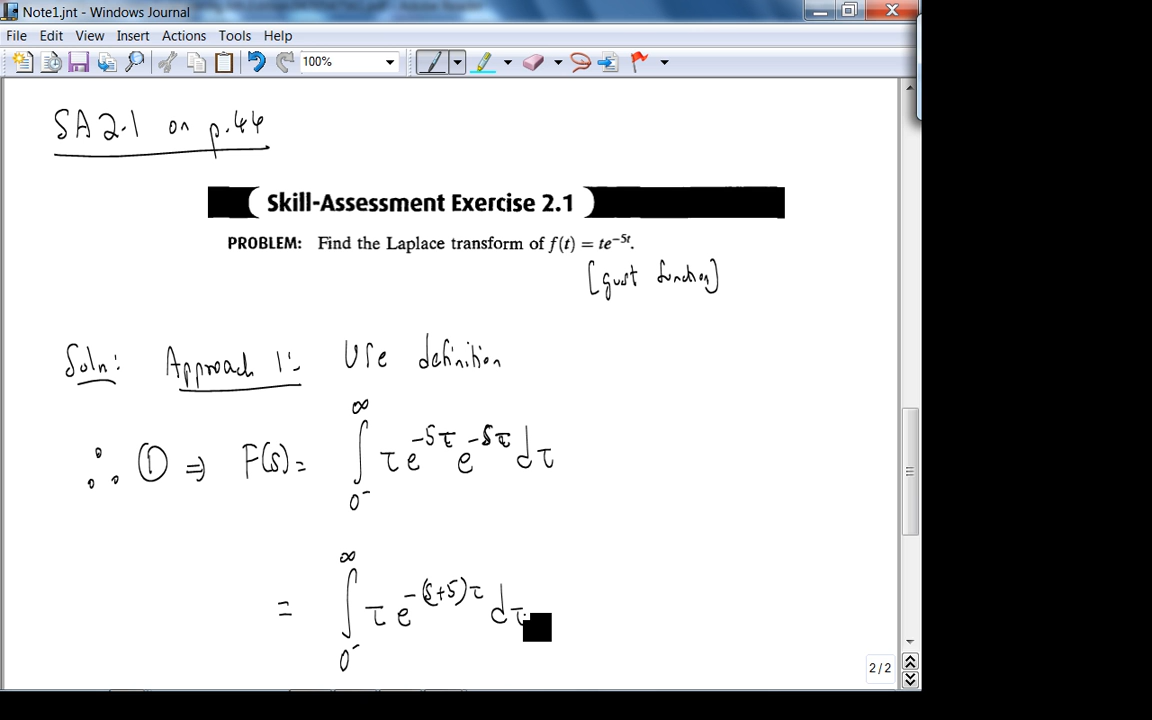 Note1.jnt - Windows Journal
File Edit View Insert Actions Tools Help
100%
SA 2.1 on p.44
Skill-Assessment Exercise 2.1
PROBLEM: Find the Laplace transform of f(t) = te⁻⁵ᵗ.
[gust function]
Soln: Approach 1: Use definition
∴ ① ⇒ F(s) = ∫₀₋^∞ τ e^(-5τ) e^(-sτ) dτ
= ∫₀₋^∞ τ e^(-(s+5)τ) dτ
2/2